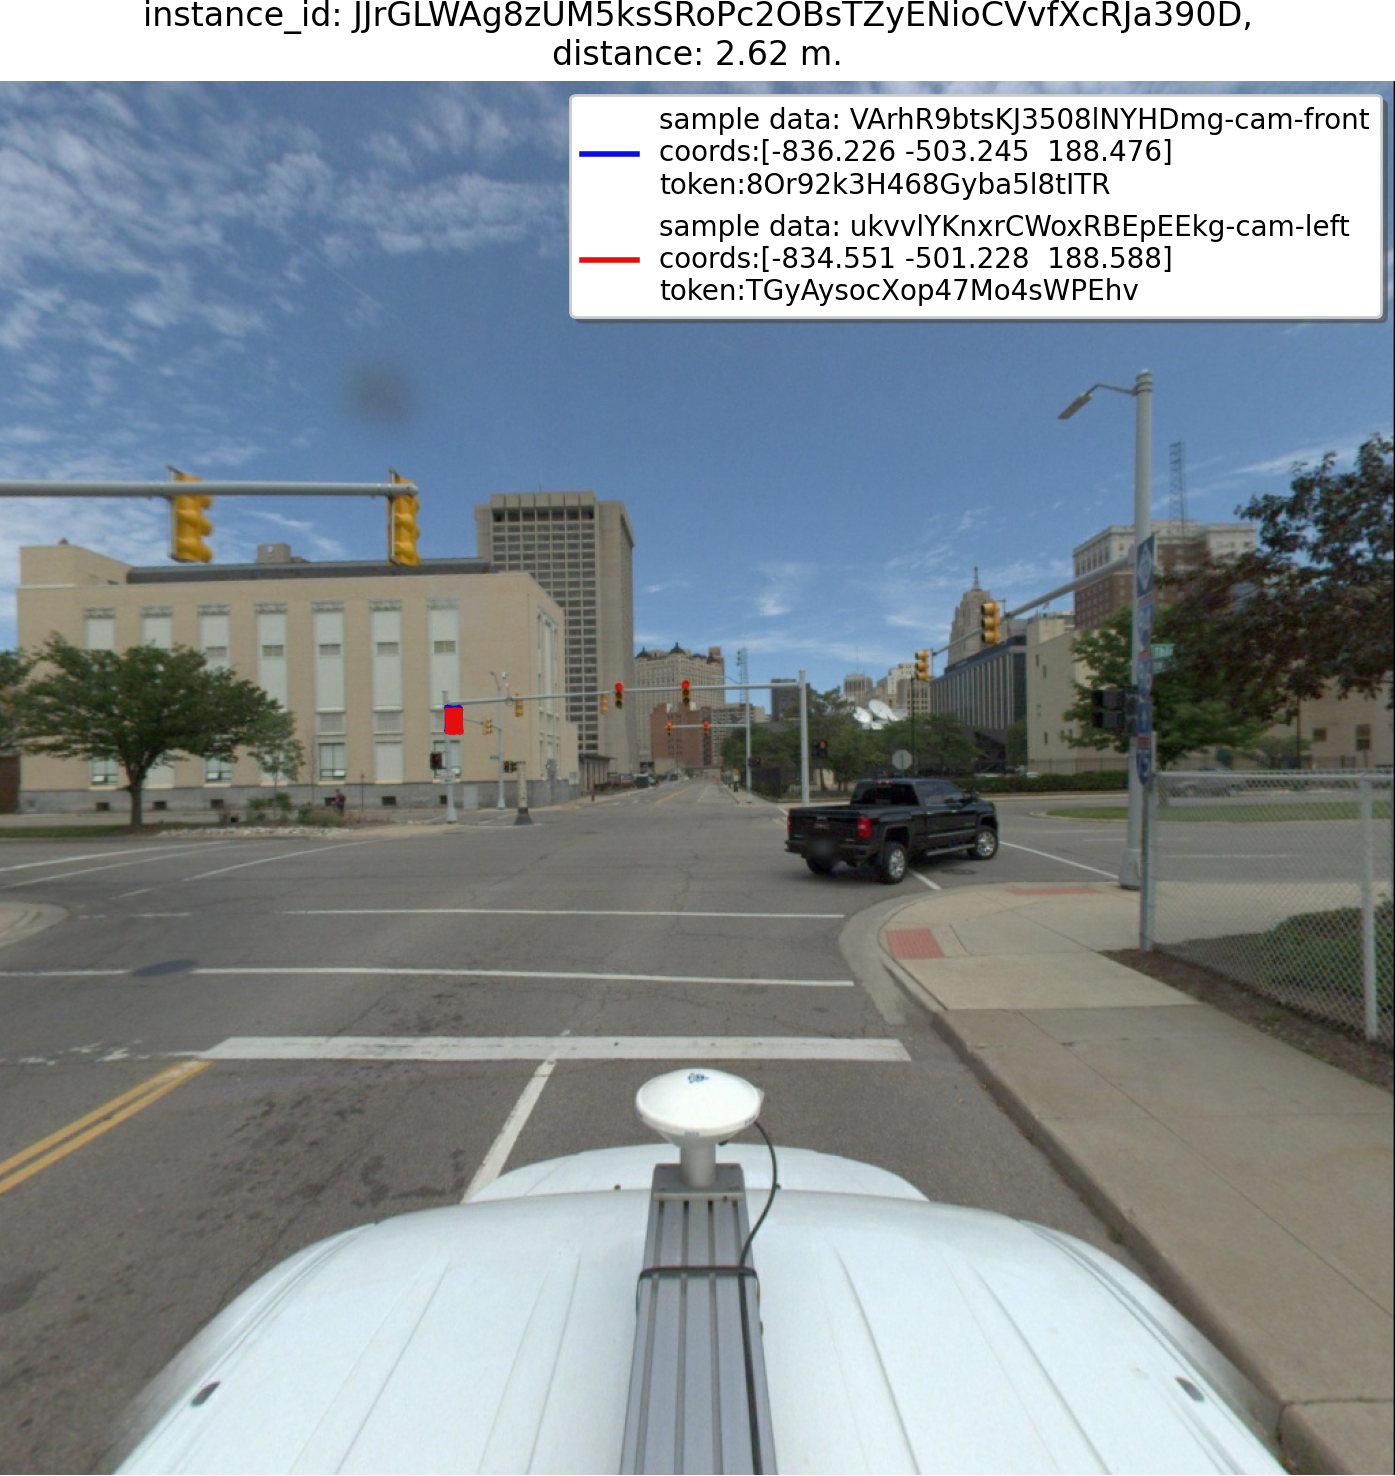 instance_id: JJrGLWAg8zUM5ksSRoPc2OBsTZyENioCVvfXcRJa390D,
distance: 2.62 m.
sample data: VArhR9btsKJ3508lNYHDmg-cam-front
coords:[-836.226 -503.245  188.476]
token:8Or92k3H468Gyba5l8tITR
sample data: ukvvlYKnxrCWoxRBEpEEkg-cam-left
coords:[-834.551 -501.228  188.588]
token:TGyAysocXop47Mo4sWPEhv